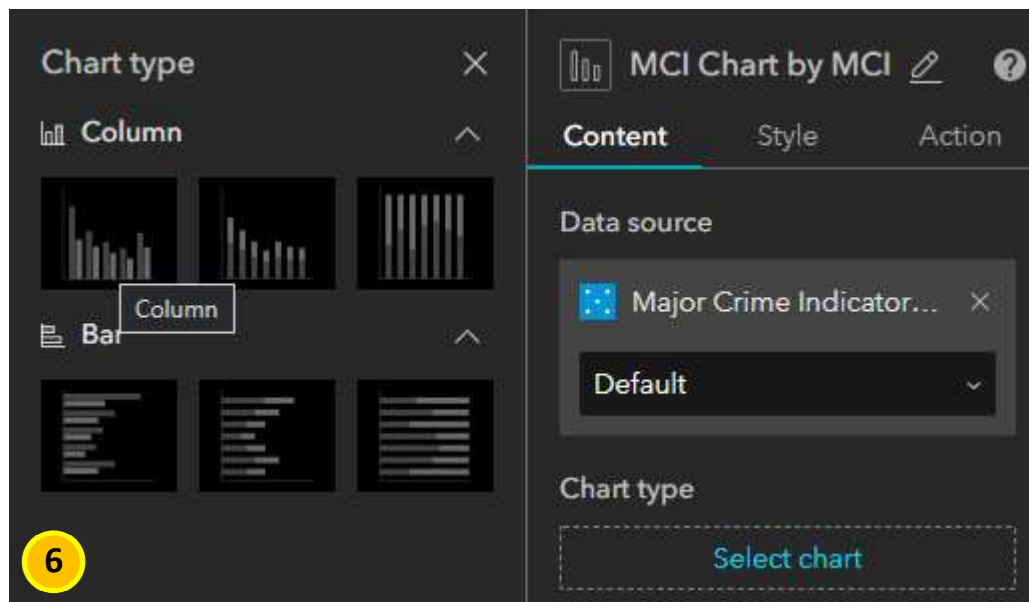 Chart type
Column
Column
Bar
6
MCI Chart by MCI
?
Content Style Action
Data source
Major Crime Indicator...
Default
Chart type
Select chart